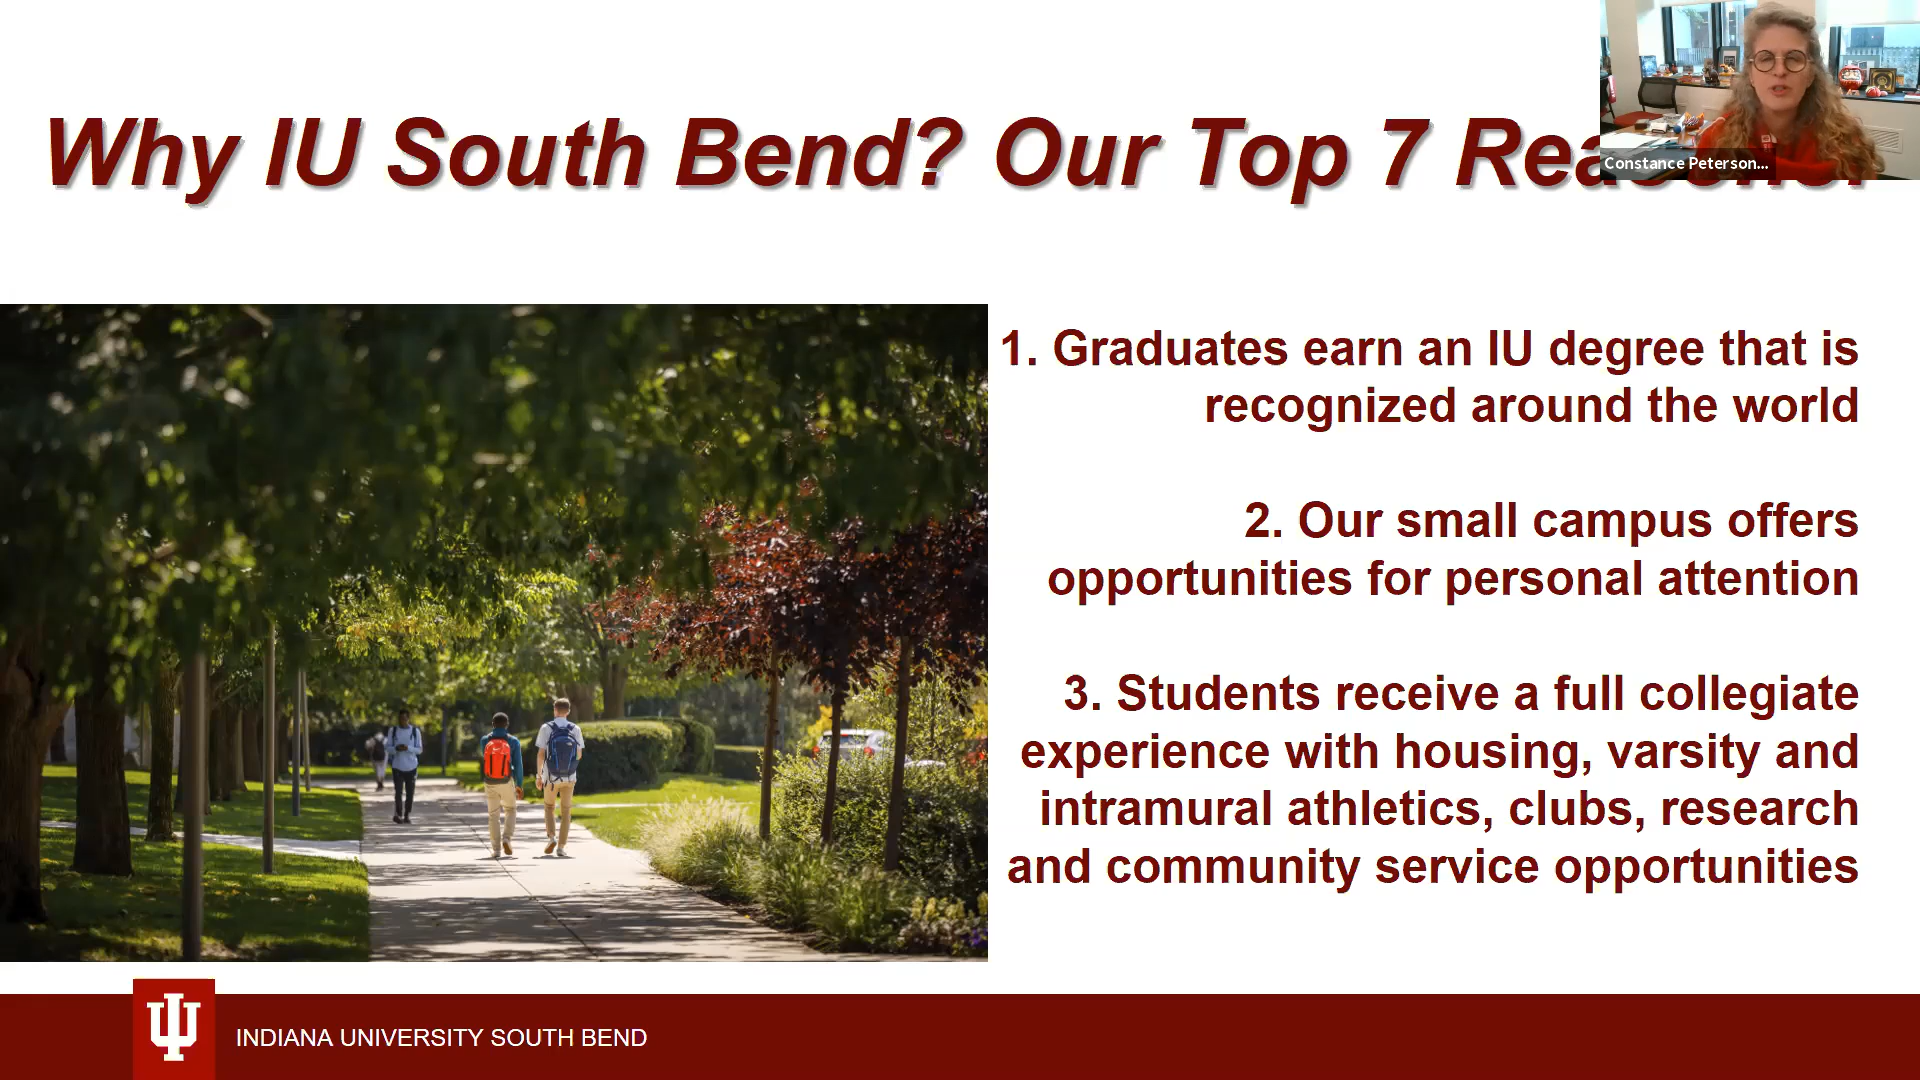 Why IU South Bend? Our Top 7
Constance Peterson...
1. Graduates earn an IU degree that is
recognized around the world
2. Our small campus offers
opportunities for personal attention
3. Students receive a full collegiate
experience with housing, varsity and
intramural athletics, clubs, research
and community service opportunities
INDIANA UNIVERSITY SOUTH BEND